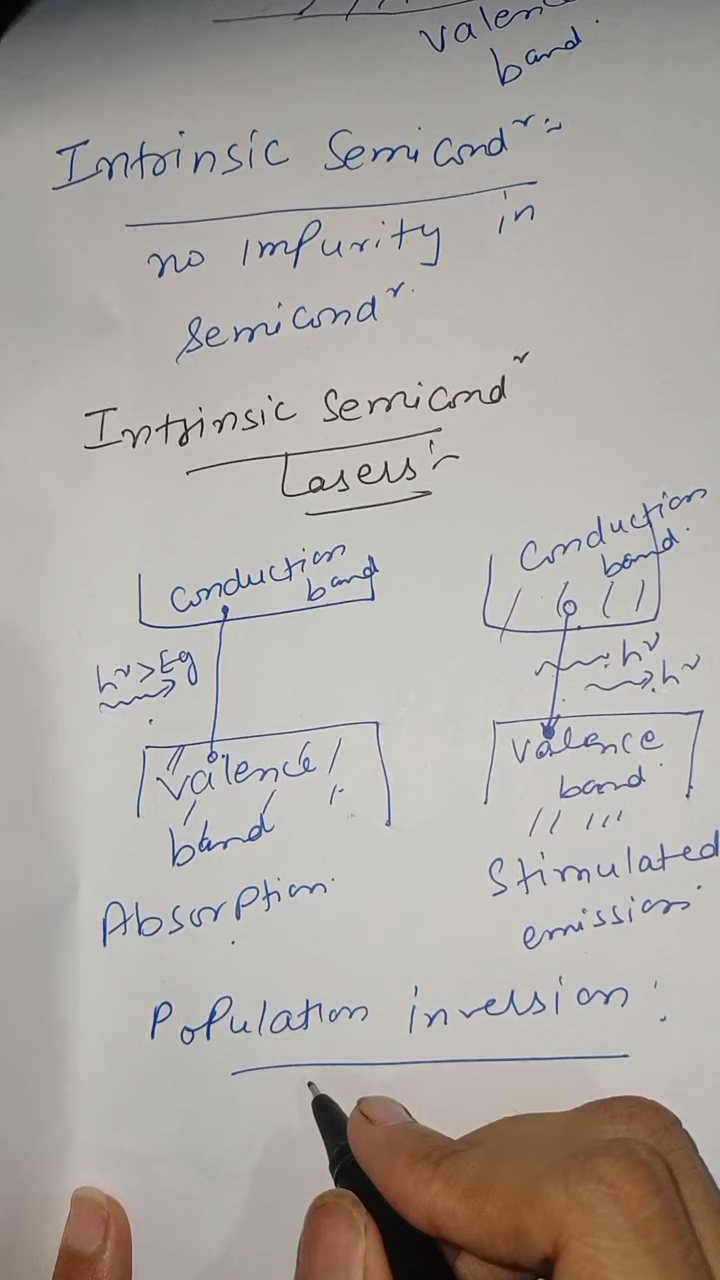 valence
band.
Intrinsic Semicondr :~
no impurity in
Semicondr.
Intrinsic Semicondr
Lasers :~
Conduction
band
hν>Eg
Valence
band
Absorption.
Conduction
band.
hν
hν
Valence
band
Stimulated
emission.
Population inversion :